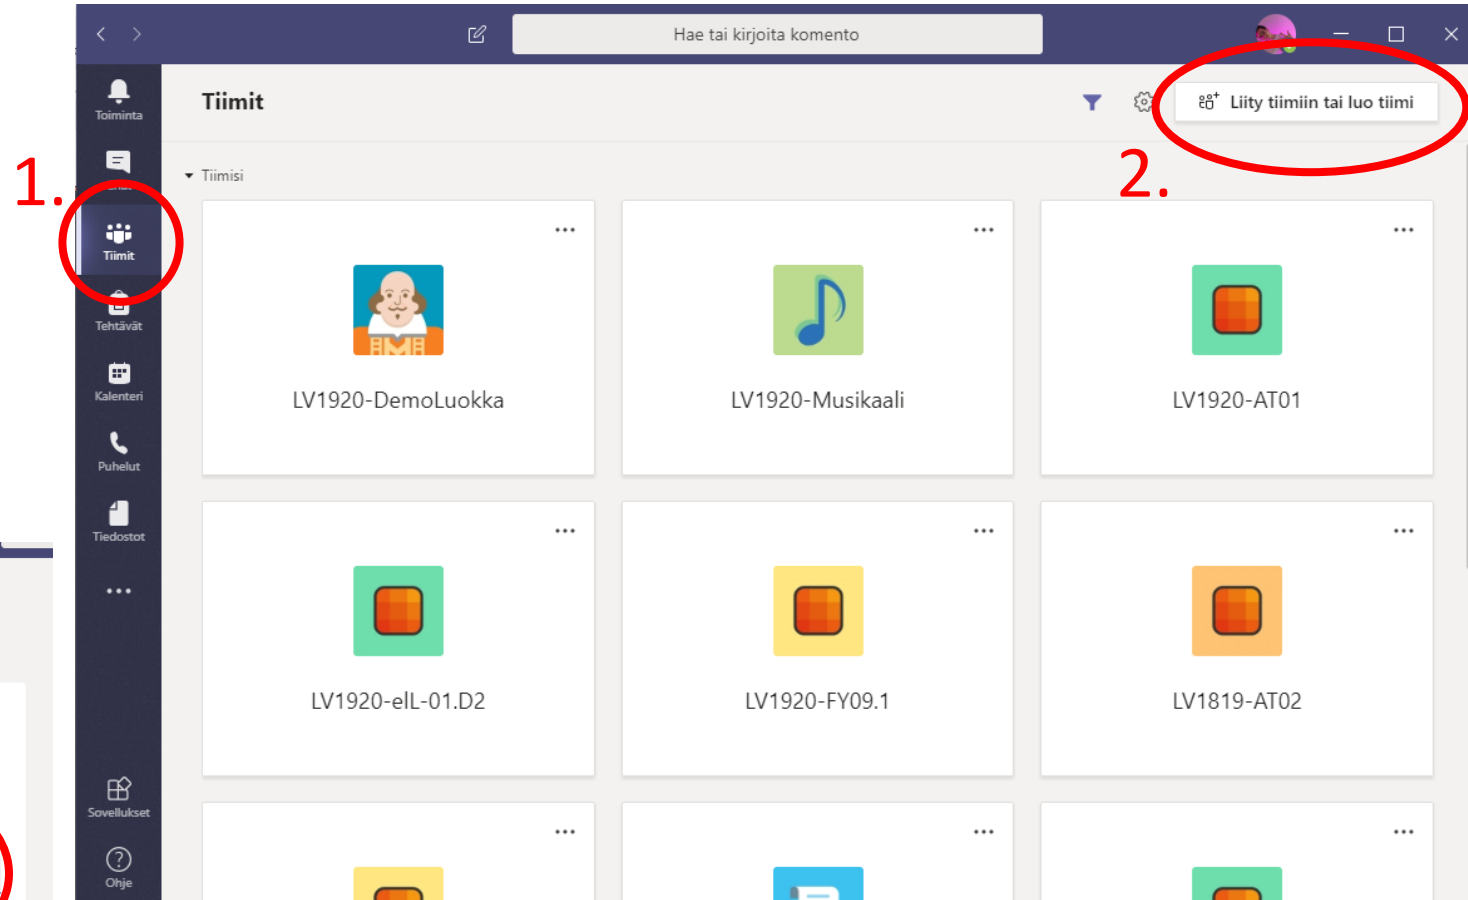 Hae tai kirjoita komento
Toiminta
Tiimit
Liity tiimiin tai luo tiimi
1.
2.
Tiimisi
Tiimit
Tehtävät
Kalenteri
Puhelut
Tiedostot
Sovellukset
Ohje
LV1920-DemoLuokka
LV1920-Musikaali
LV1920-AT01
LV1920-elL-01.D2
LV1920-FY09.1
LV1819-AT02